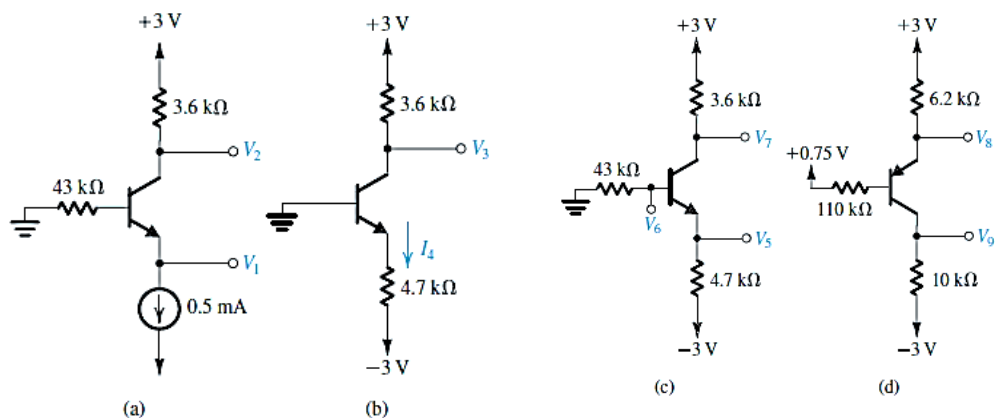 +3 V
3.6 kΩ
V2
43 kΩ
V1
0.5 mA
(a)
+3 V
3.6 kΩ
V3
I4
4.7 kΩ
−3 V
(b)
+3 V
3.6 kΩ
V7
43 kΩ
V6
V5
4.7 kΩ
−3 V
(c)
+3 V
6.2 kΩ
V8
+0.75 V
110 kΩ
V9
10 kΩ
−3 V
(d)